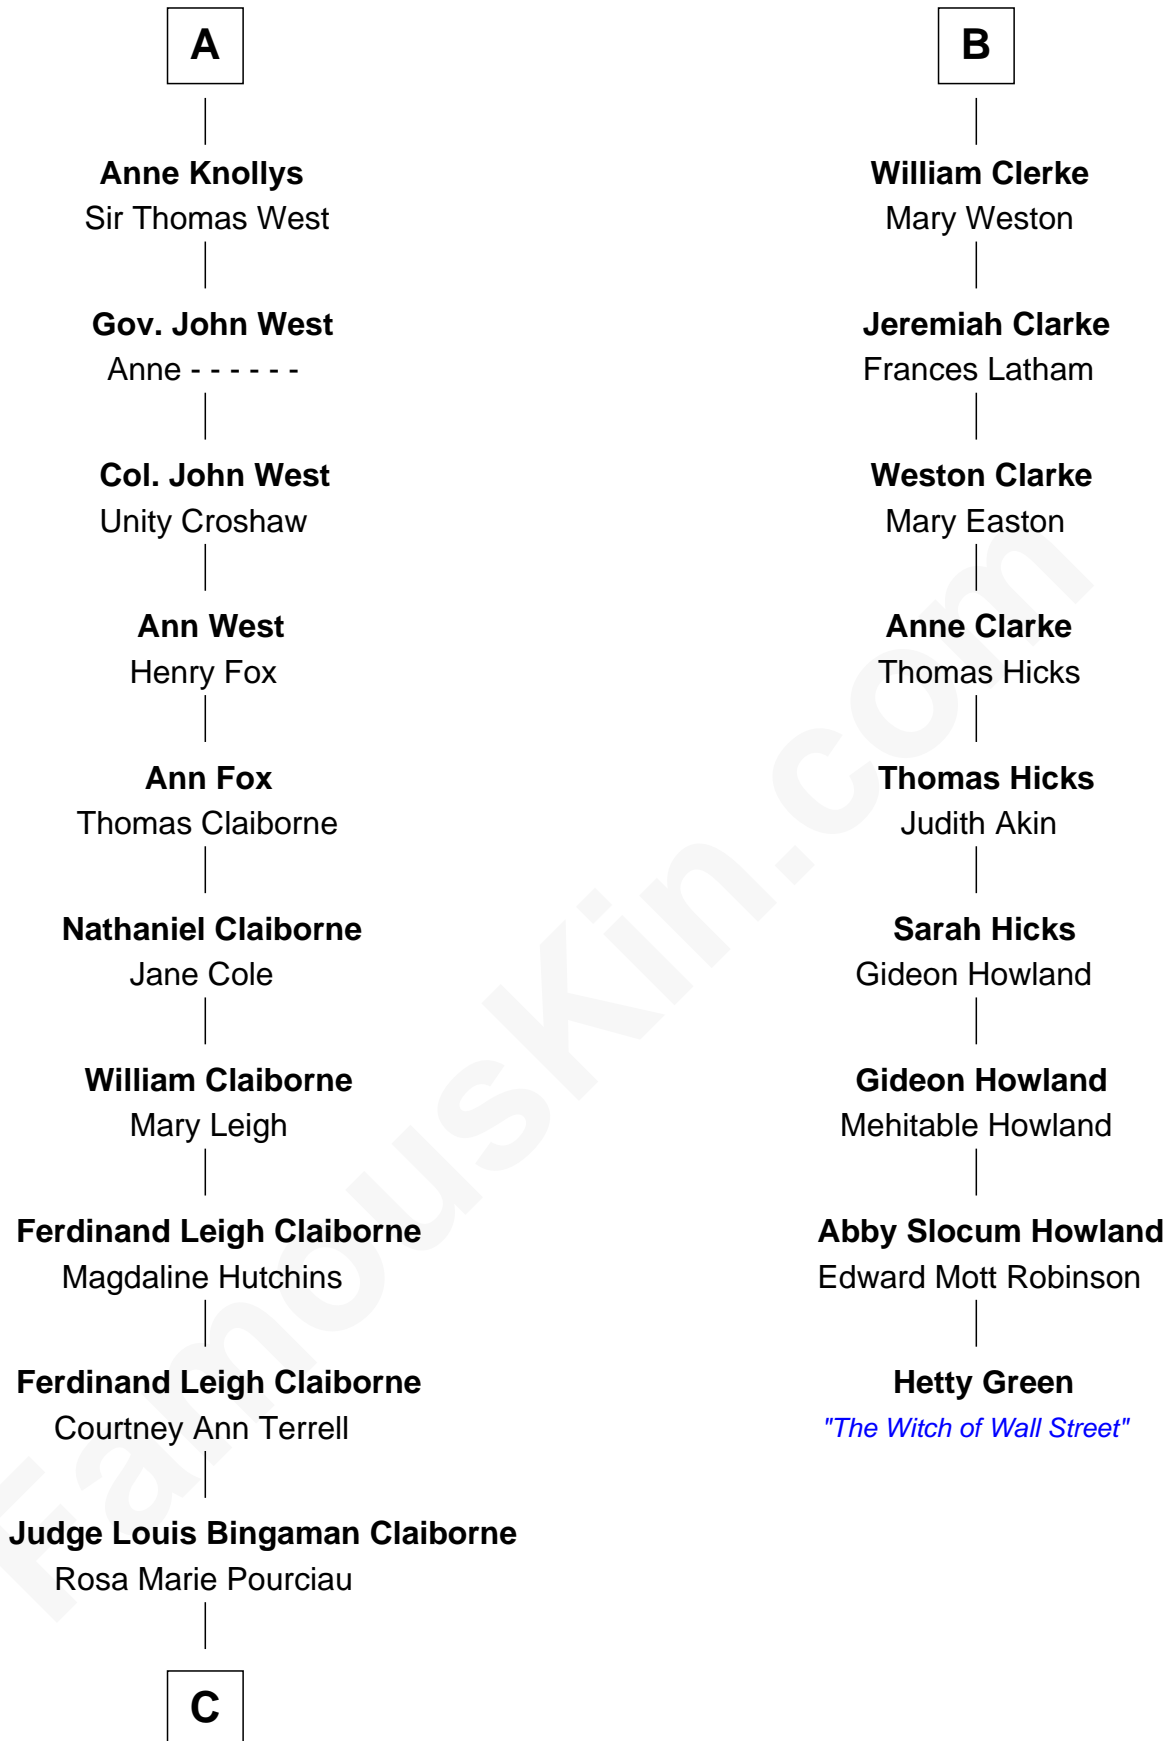 A
Anne Knollys
Sir Thomas West
Gov. John West
Anne - - - - - -
Col. John West
Unity Croshaw
Ann West
Henry Fox
Ann Fox
Thomas Claiborne
Nathaniel Claiborne
Jane Cole
William Claiborne
Mary Leigh
Ferdinand Leigh Claiborne
Magdaline Hutchins
Ferdinand Leigh Claiborne
Courtney Ann Terrell
Judge Louis Bingaman Claiborne
Rosa Marie Pourciau
C
B
William Clerke
Mary Weston
Jeremiah Clarke
Frances Latham
Weston Clarke
Mary Easton
Anne Clarke
Thomas Hicks
Thomas Hicks
Judith Akin
Sarah Hicks
Gideon Howland
Gideon Howland
Mehitable Howland
Abby Slocum Howland
Edward Mott Robinson
Hetty Green
"The Witch of Wall Street"
FamousKin.com